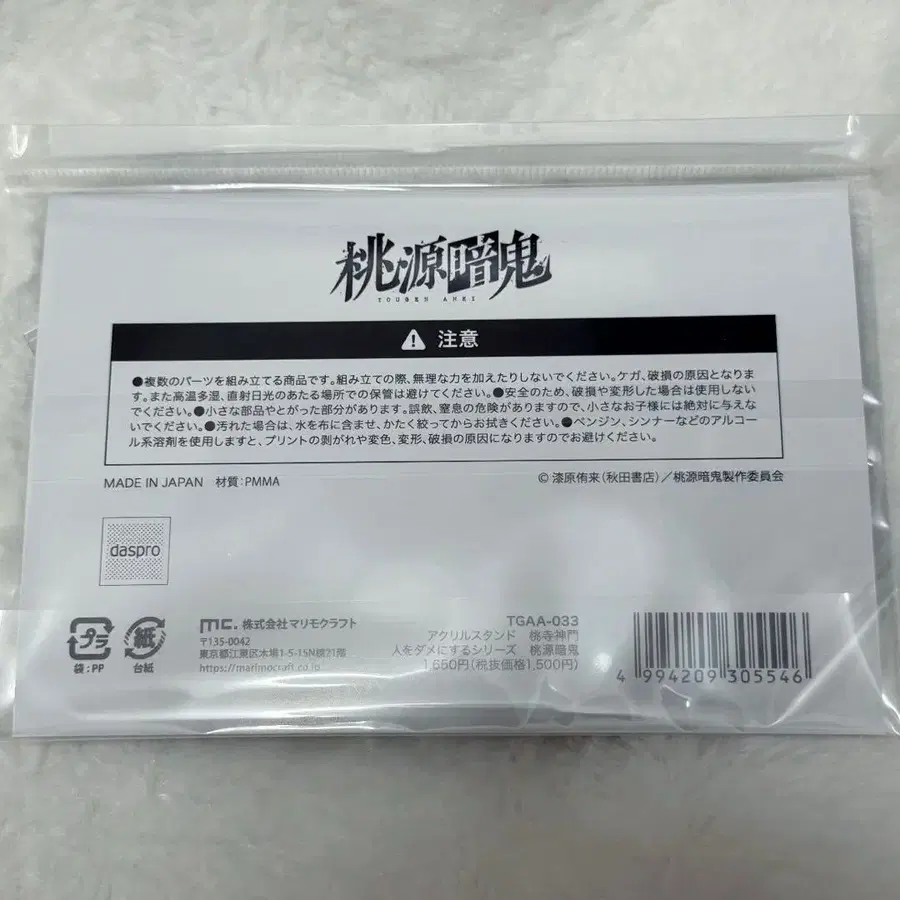 桃源暗鬼
TOUGEN ANKI
注意
●複数のパーツを組み立てる商品です。組み立ての際、無理な力を加えたりしないでください。ケガ、破損の原因となりま
す。また高温多湿、直射日光のあたる場所での保管は避けてください。●安全のため、破損や変形した場合は使用しない
でください。●小さな部品やとがった部分があります。誤飲、窒息の危険がありますので、小さなお子様には絶対に与えな
いでください。●汚れた場合は、水を布に含ませ、かたく絞ってからお拭きください。●ベンジン、シンナーなどのアルコー
ル系溶剤を使用しますと、プリントの剥がれや変色、変形、破損の原因になりますのでお避けください。
MADE IN JAPAN 材質:PMMA
© 漆原侑来(秋田書店)/桃源暗鬼製作委員会
daspro
プラ
袋:PP
紙
台紙
mc. 株式会社マリモクラフト
〒135-0042
東京都江東区木場1-5-15N棟21階
https://marimocraft.co.jp
TGAA-033
アクリルスタンド 桃寺神門
人をダメにするシリーズ 桃源暗鬼
1,650円(税抜価格1,500円)
4 994209 305546